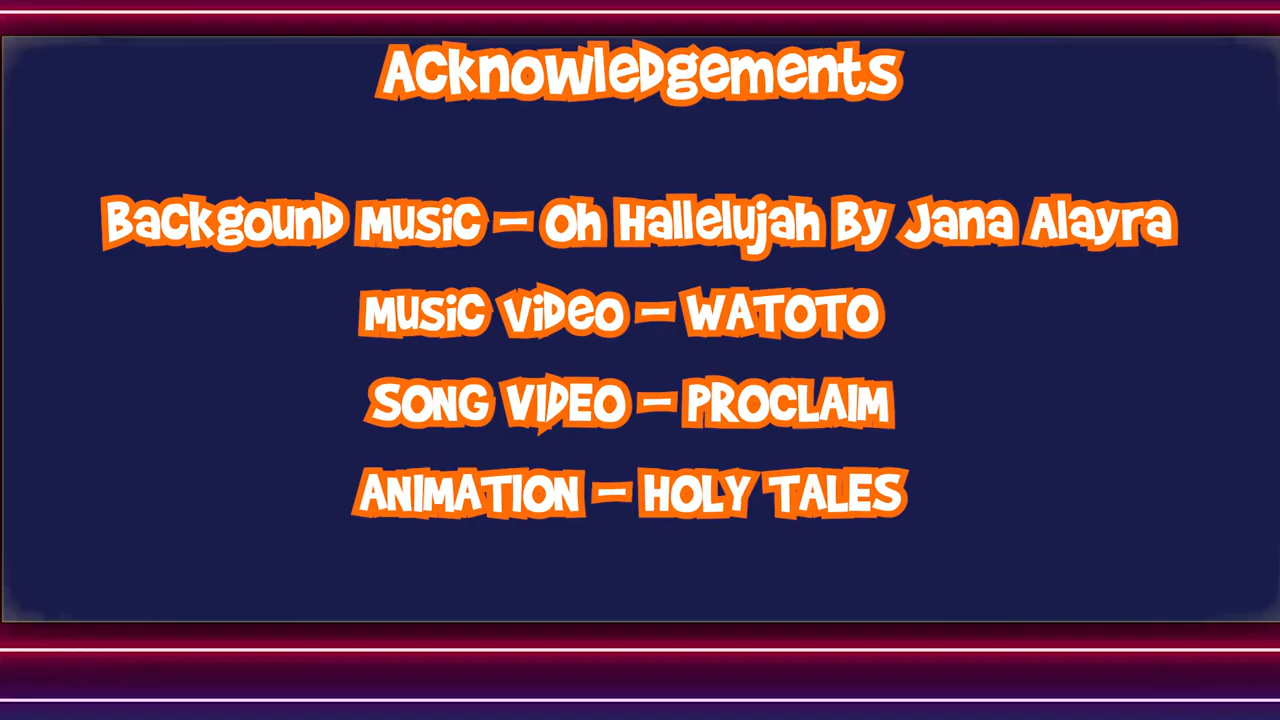 Acknowledgements
Backgound Music – Oh Hallelujah By Jana Alayra
Music Video – WATOTO
SONG VIDEO – PROCLAIM
ANIMATION – HOLY TALES